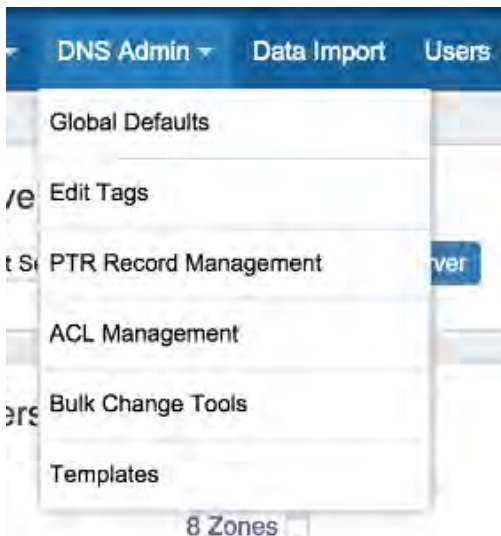 DNS Admin Data Import Users
Global Defaults
Edit Tags
PTR Record Management
ACL Management
Bulk Change Tools
Templates
8 Zones